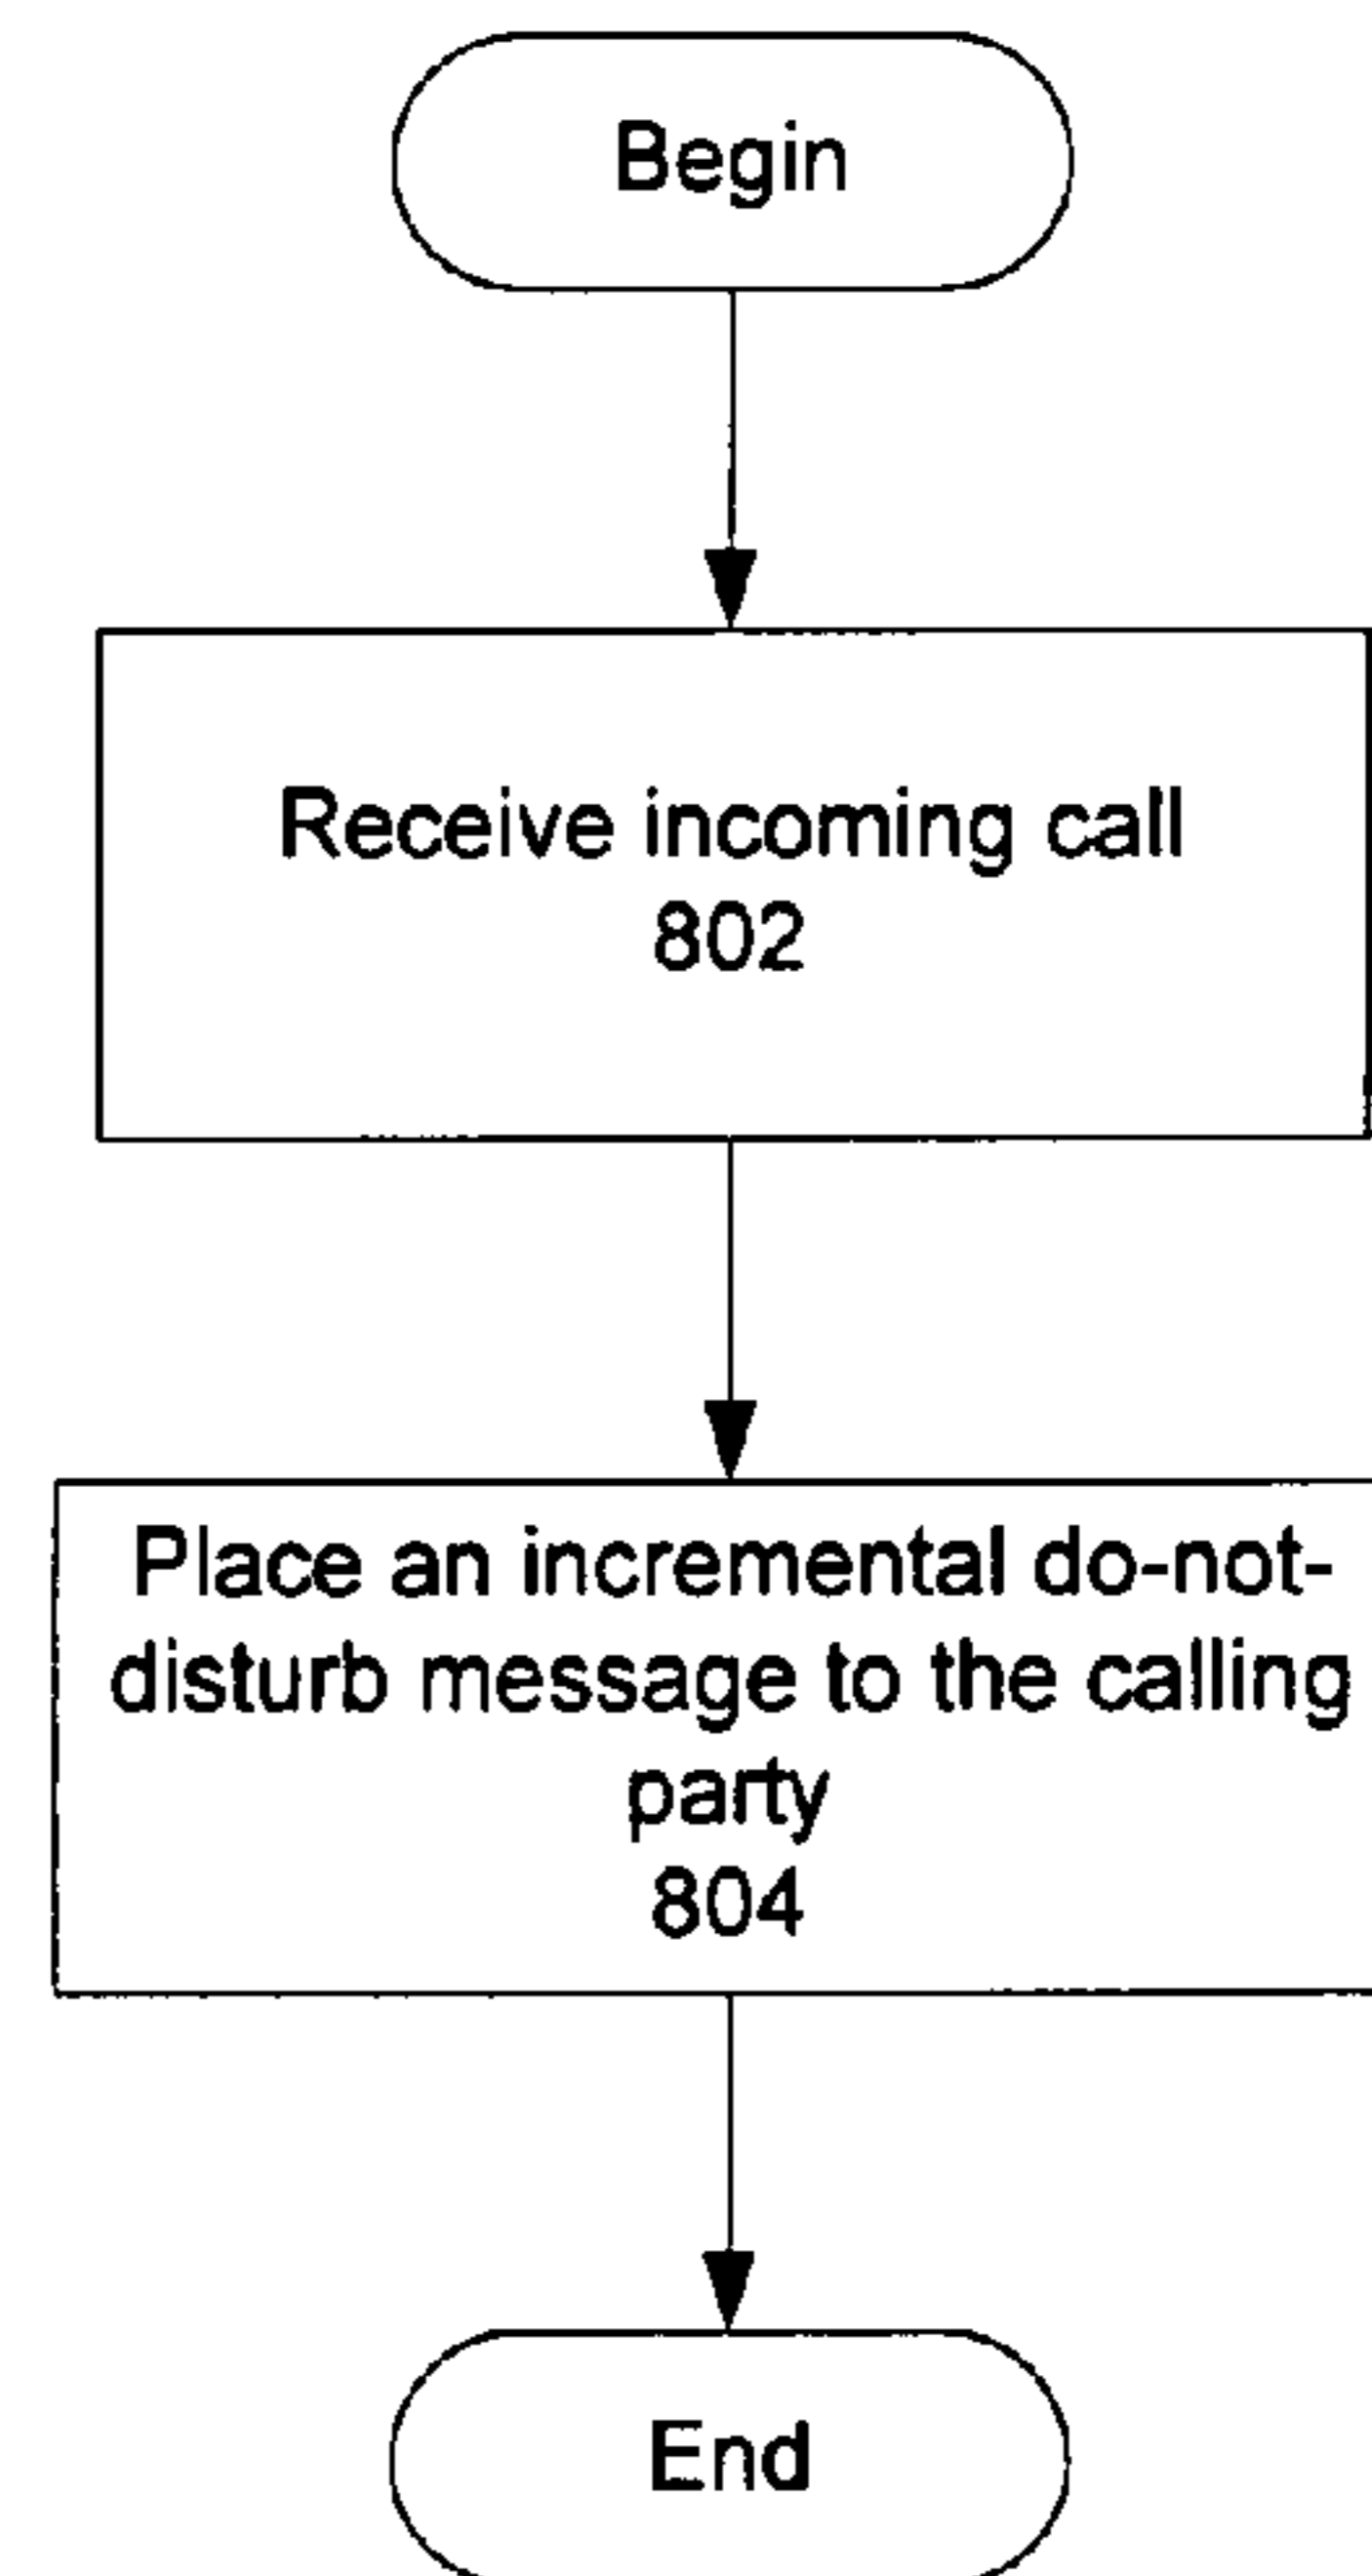 Begin
Receive incoming call
802
Place an incremental do-not-
disturb message to the calling
party
804
End